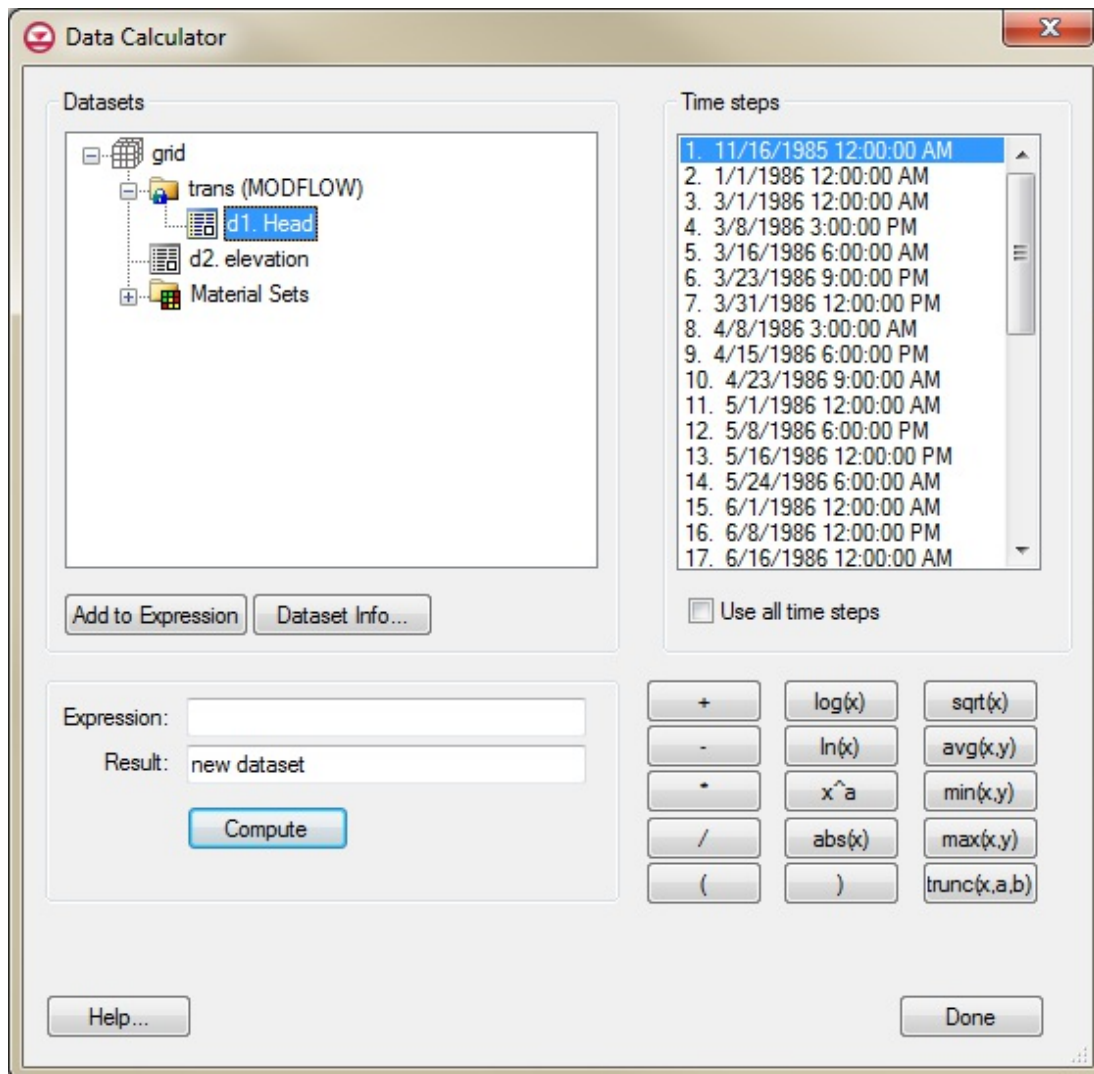 Data Calculator
Datasets
grid
trans (MODFLOW)
d1. Head
d2. elevation
Material Sets
Add to Expression
Dataset Info...
Time steps
1. 11/16/1985 12:00:00 AM
2. 1/1/1986 12:00:00 AM
3. 3/1/1986 12:00:00 AM
4. 3/8/1986 3:00:00 PM
5. 3/16/1986 6:00:00 AM
6. 3/23/1986 9:00:00 PM
7. 3/31/1986 12:00:00 PM
8. 4/8/1986 3:00:00 AM
9. 4/15/1986 6:00:00 PM
10. 4/23/1986 9:00:00 AM
11. 5/1/1986 12:00:00 AM
12. 5/8/1986 6:00:00 PM
13. 5/16/1986 12:00:00 PM
14. 5/24/1986 6:00:00 AM
15. 6/1/1986 12:00:00 AM
16. 6/8/1986 12:00:00 PM
17. 6/16/1986 12:00:00 AM
Use all time steps
Expression:
Result: new dataset
Compute
+ log(x) sqrt(x)
- ln(x) avg(x,y)
* x^a min(x,y)
/ abs(x) max(x,y)
( ) trunc(x,a,b)
Help...
Done